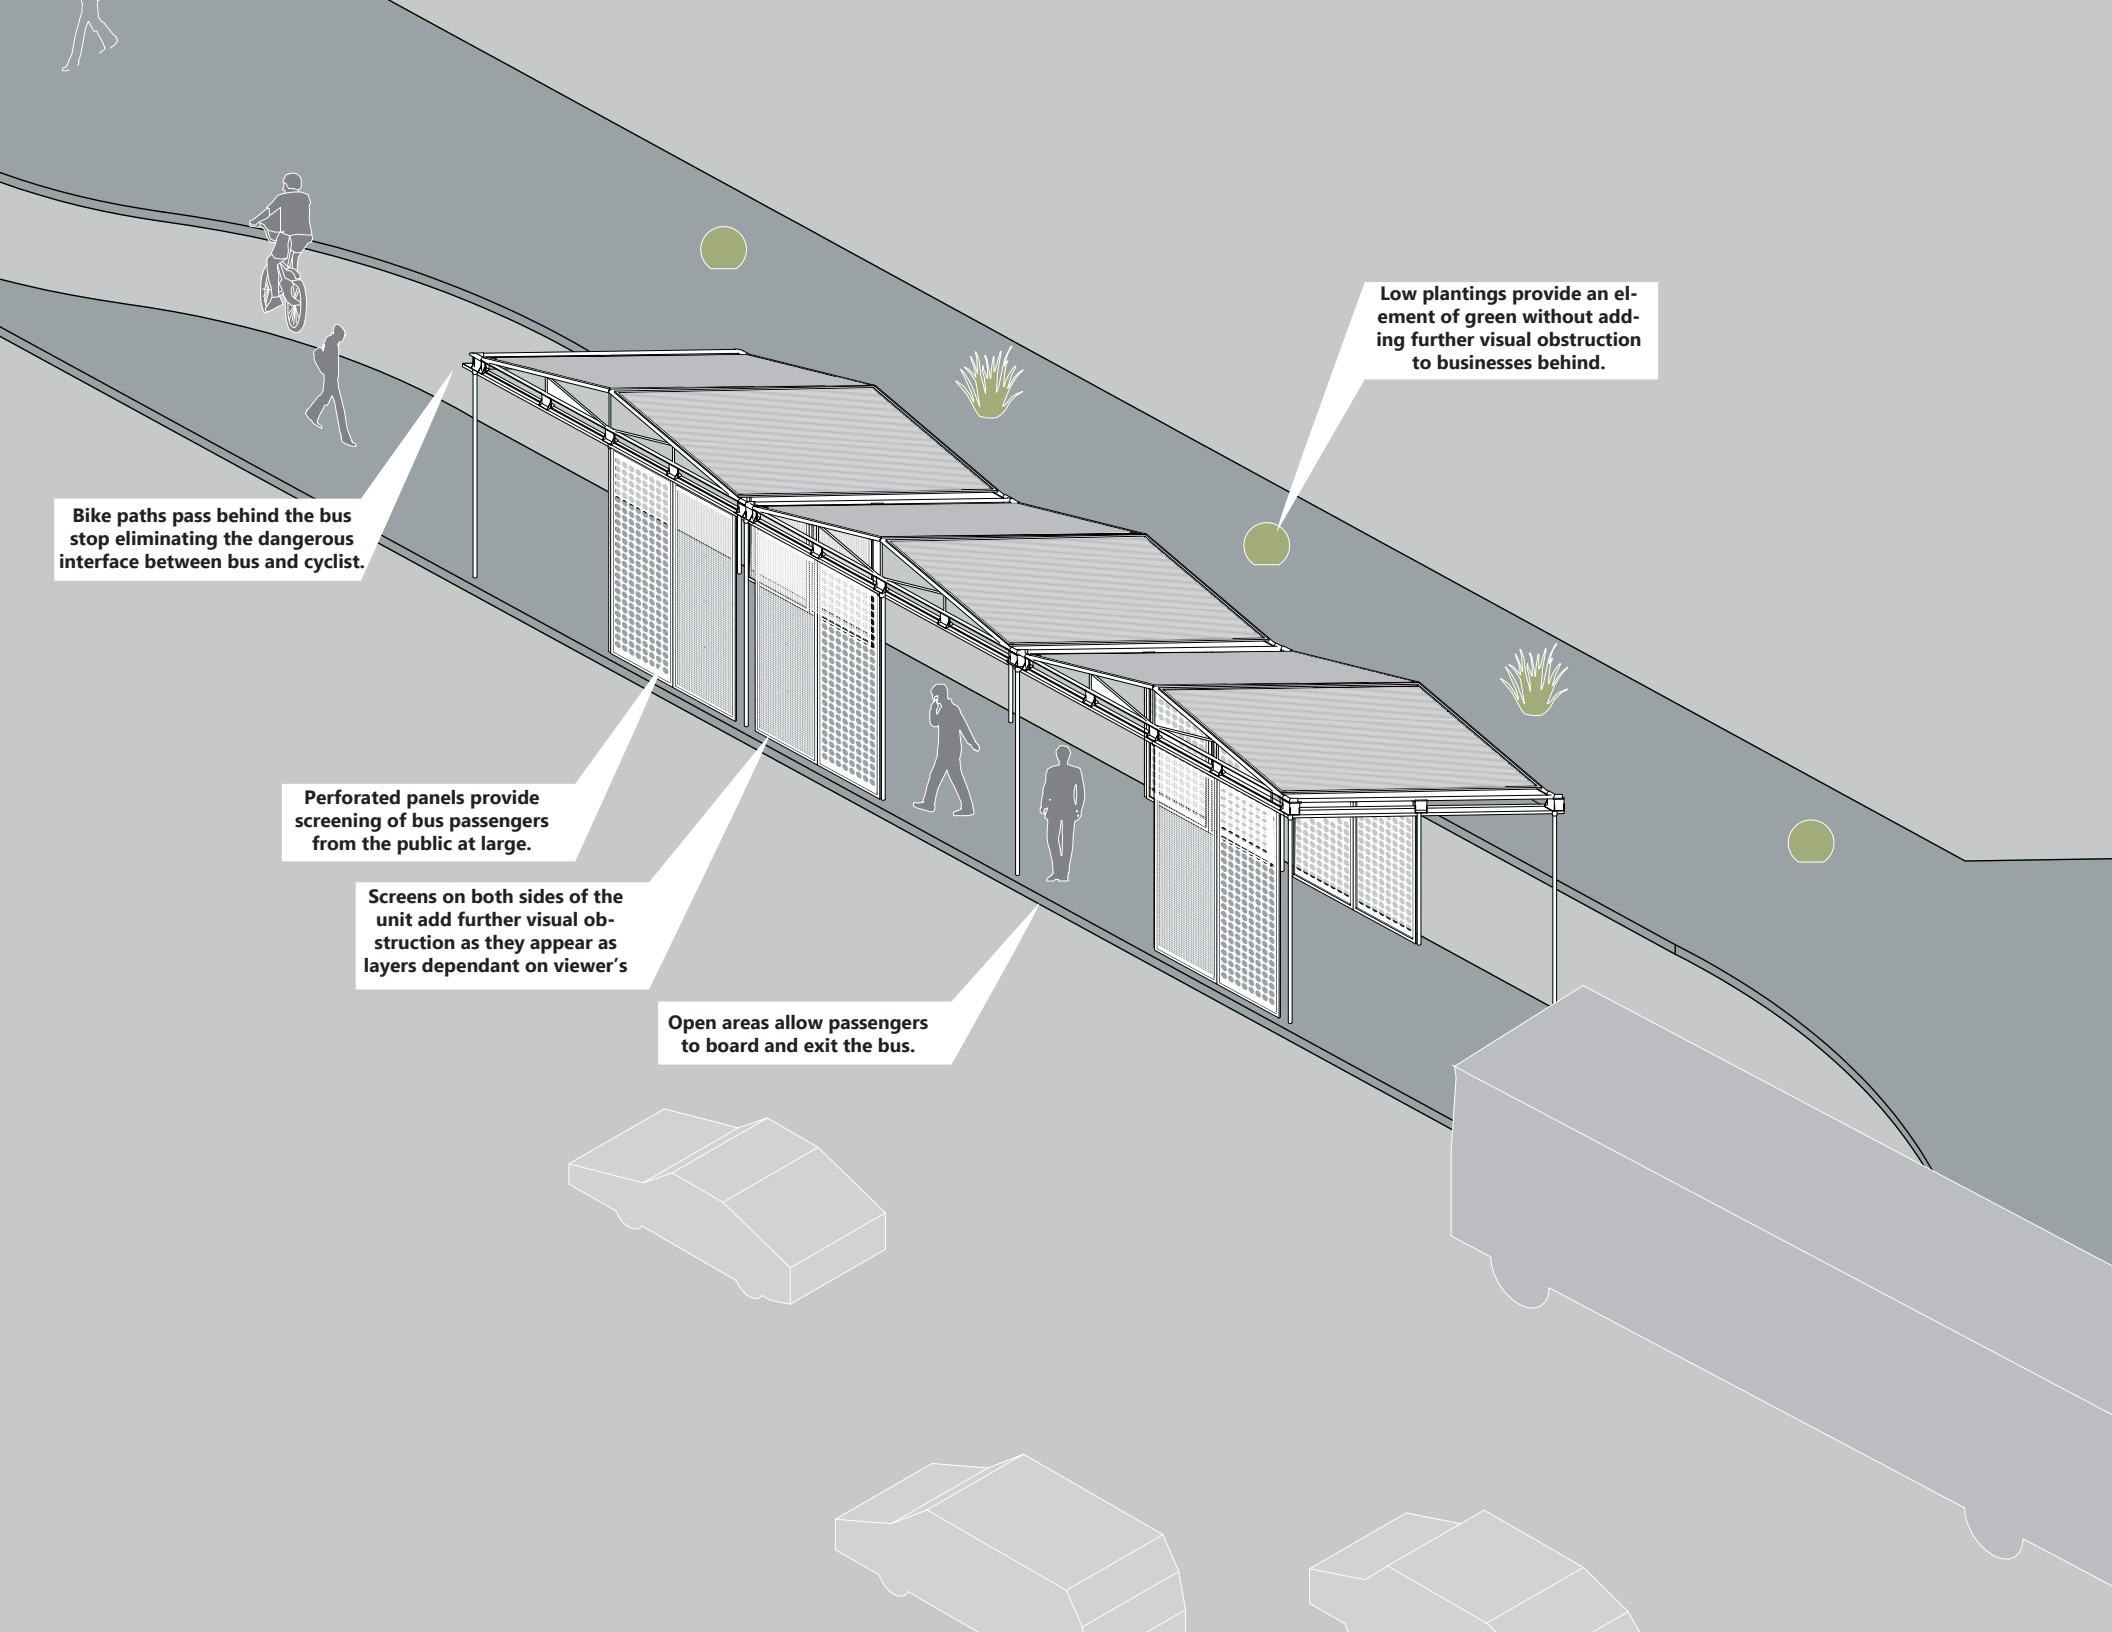 Low plantings provide an el-
ement of green without add-
ing further visual obstruction
to businesses behind.
Bike paths pass behind the bus
stop eliminating the dangerous
interface between bus and cyclist.
Perforated panels provide
screening of bus passengers
from the public at large.
Screens on both sides of the
unit add further visual ob-
struction as they appear as
layers dependant on viewer's
Open areas allow passengers
to board and exit the bus.